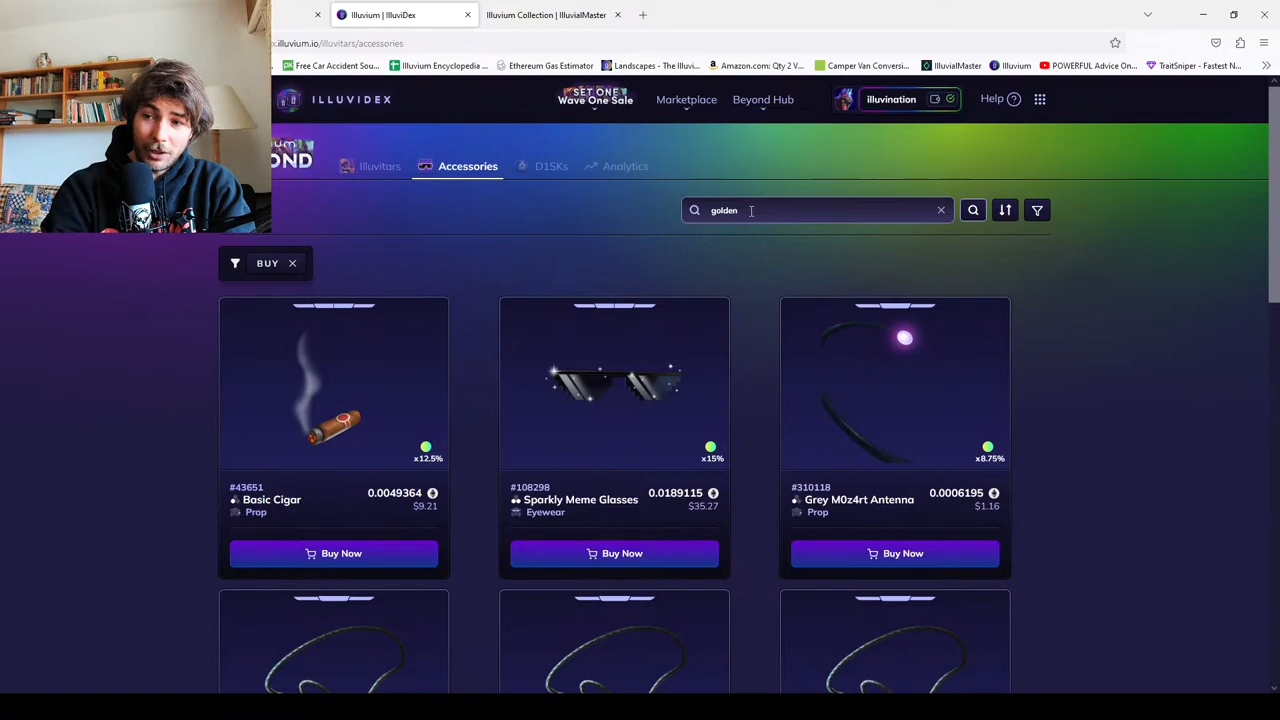 Illuvium | IlluviDex
Illuvium Collection | IlluvialMaster
x.illuvium.io/illuvitars/accessories
Free Car Accident Sou...
Illuvium Encyclopedia ...
Ethereum Gas Estimator
Landscapes - The Illuvi...
Amazon.com: Qty 2 V...
Camper Van Conversi...
IlluvialMaster
Illuvium
POWERFUL Advice On...
TraitSniper - Fastest N...
ILLUVIDEX
SET ONE
Wave One Sale
Marketplace
Beyond Hub
illuvination
Help
OND
Illuvitars
Accessories
D1SKs
Analytics
golden
BUY
x12.5%
x15%
x8.75%
#43651
Basic Cigar
0.0049364
Prop
$9.21
Buy Now
#108298
Sparkly Meme Glasses
0.0189115
Eyewear
$35.27
Buy Now
#310118
Grey M0z4rt Antenna
0.0006195
Prop
$1.16
Buy Now